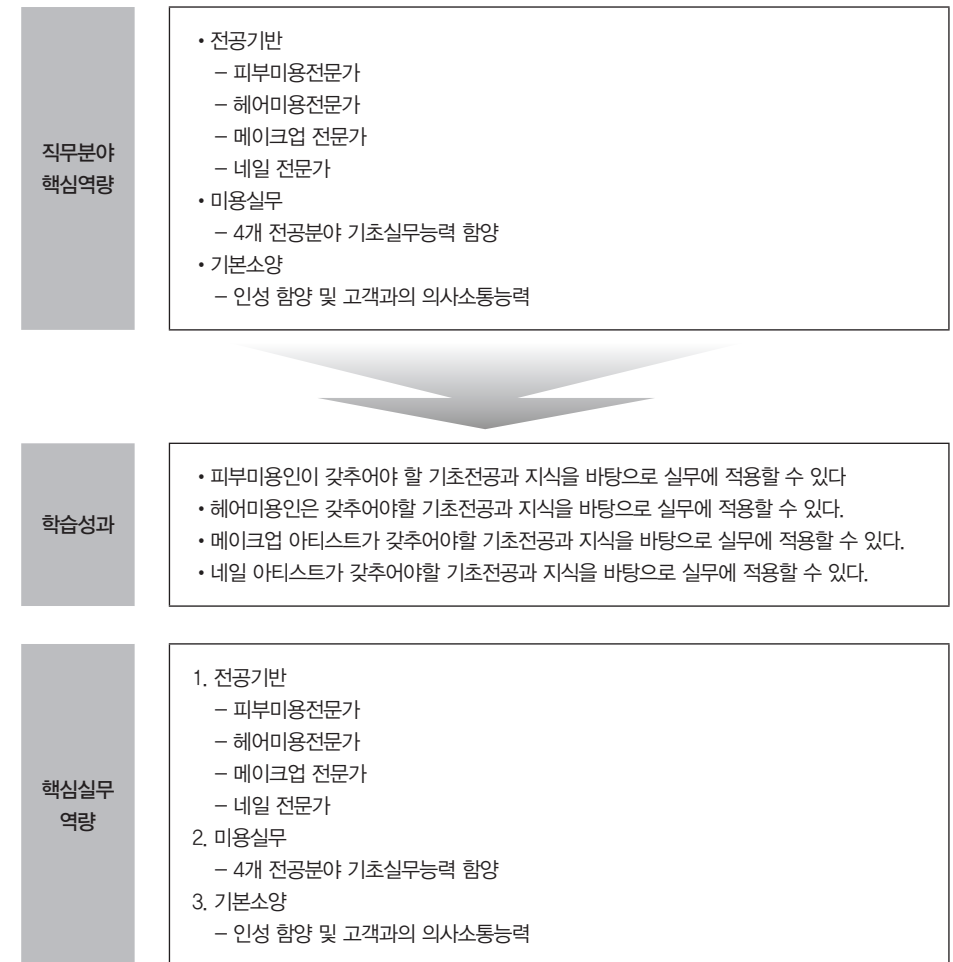 직무분야
핵심역량
• 전공기반
– 피부미용전문가
– 헤어미용전문가
– 메이크업 전문가
– 네일 전문가
• 미용실무
– 4개 전공분야 기초실무능력 함양
• 기본소양
– 인성 함양 및 고객과의 의사소통능력
학습성과
• 피부미용인이 갖추어야 할 기초전공과 지식을 바탕으로 실무에 적용할 수 있다
• 헤어미용인은 갖추어야할 기초전공과 지식을 바탕으로 실무에 적용할 수 있다.
• 메이크업 아티스트가 갖추어야할 기초전공과 지식을 바탕으로 실무에 적용할 수 있다.
• 네일 아티스트가 갖추어야할 기초전공과 지식을 바탕으로 실무에 적용할 수 있다.
핵심실무
역량
1. 전공기반
– 피부미용전문가
– 헤어미용전문가
– 메이크업 전문가
– 네일 전문가
2. 미용실무
– 4개 전공분야 기초실무능력 함양
3. 기본소양
– 인성 함양 및 고객과의 의사소통능력